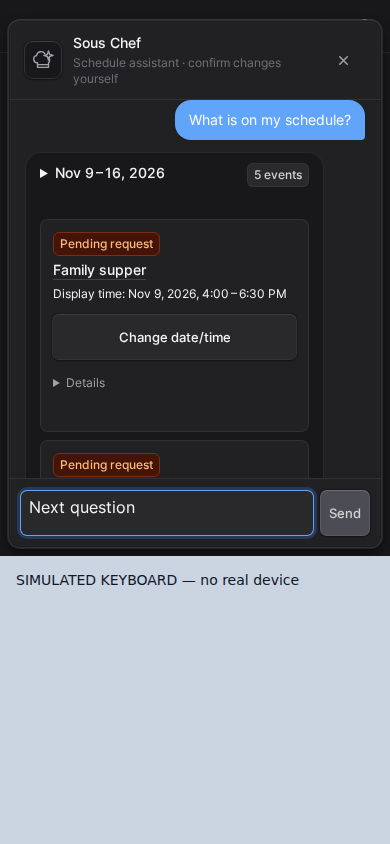 Sous Chef
Schedule assistant · confirm changes
yourself
What is on my schedule?
Nov 9–16, 2026
5 events
Pending request
Family supper
Display time: Nov 9, 2026, 4:00–6:30 PM
Change date/time
Details
Pending request
Next question
Send
SIMULATED KEYBOARD — no real device